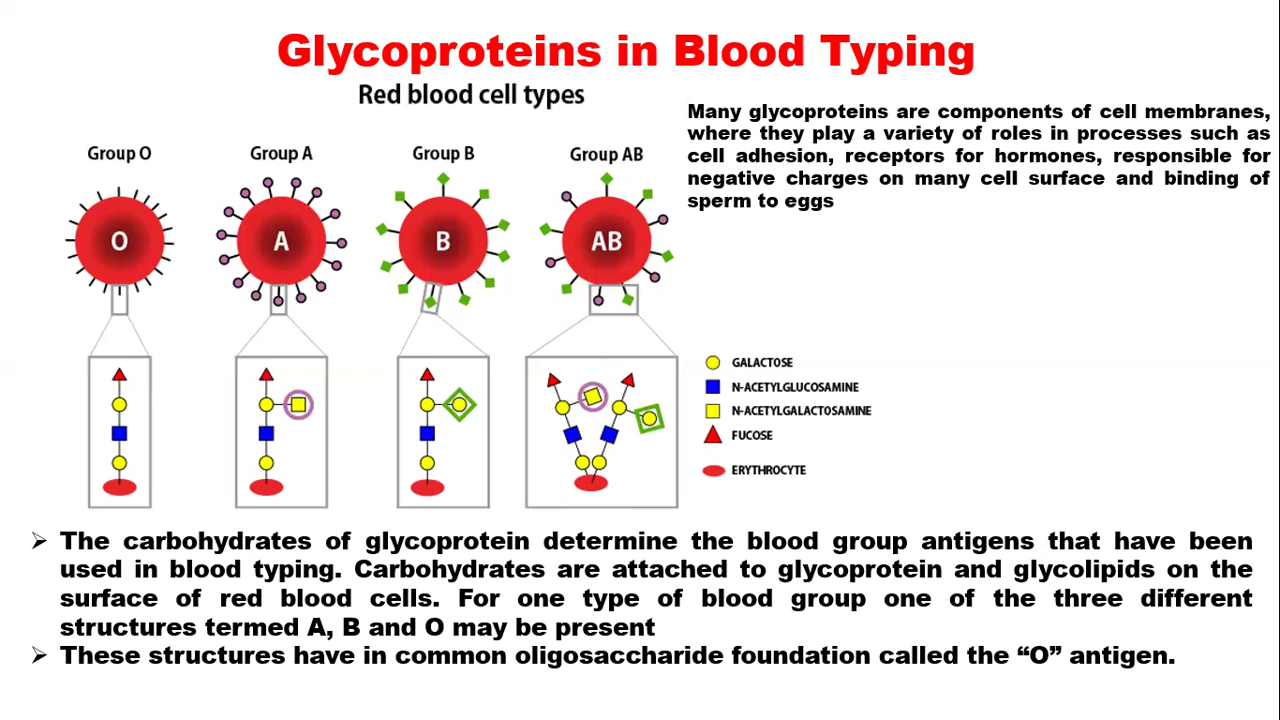 Glycoproteins in Blood Typing
Red blood cell types
Many glycoproteins are components of cell membranes,
where they play a variety of roles in processes such as
cell adhesion, receptors for hormones, responsible for
negative charges on many cell surface and binding of
sperm to eggs
Group O
Group A
Group B
Group AB
O
A
B
AB
GALACTOSE
N-ACETYLGLUCOSAMINE
N-ACETYLGALACTOSAMINE
FUCOSE
ERYTHROCYTE
➢ The carbohydrates of glycoprotein determine the blood group antigens that have been
used in blood typing. Carbohydrates are attached to glycoprotein and glycolipids on the
surface of red blood cells. For one type of blood group one of the three different
structures termed A, B and O may be present
➢ These structures have in common oligosaccharide foundation called the “O” antigen.